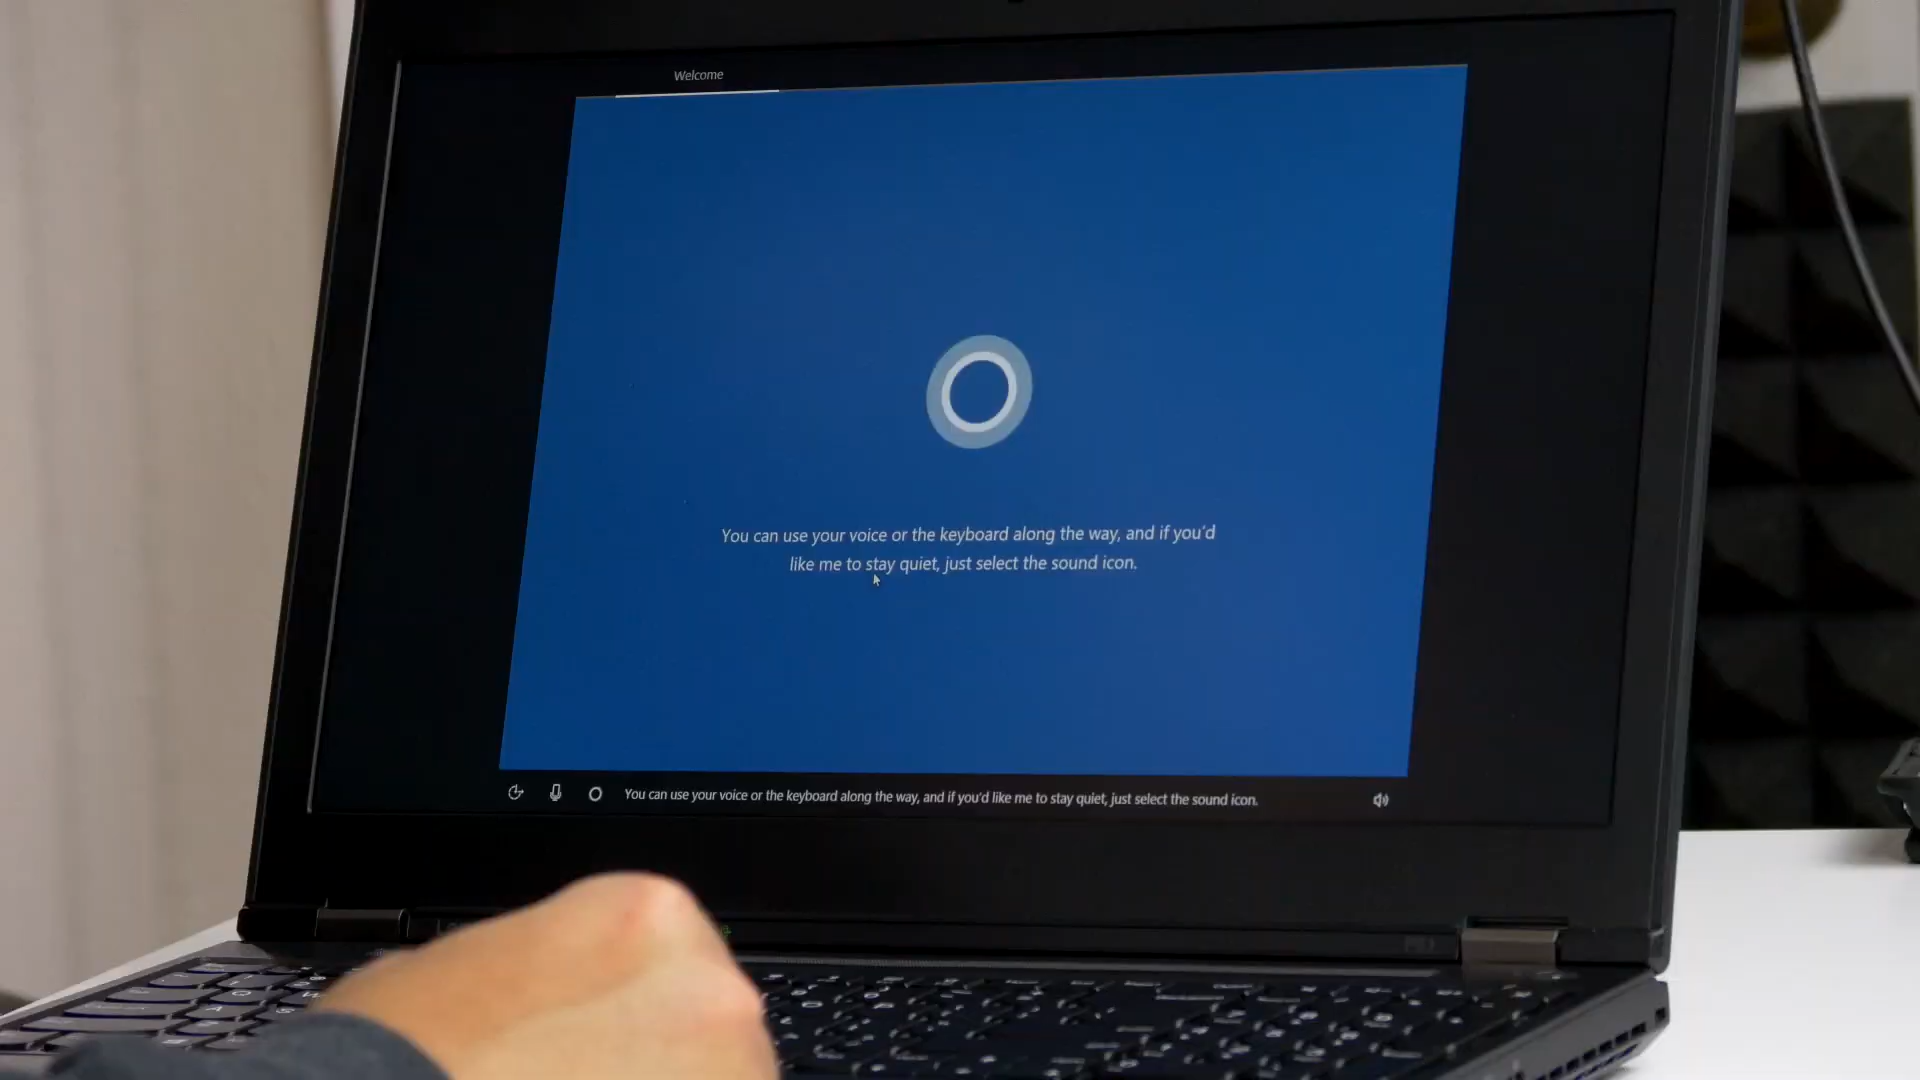 Welcome
You can use your voice or the keyboard along the way, and if you'd
like me to stay quiet, just select the sound icon.
You can use your voice or the keyboard along the way, and if you'd like me to stay quiet, just select the sound icon.